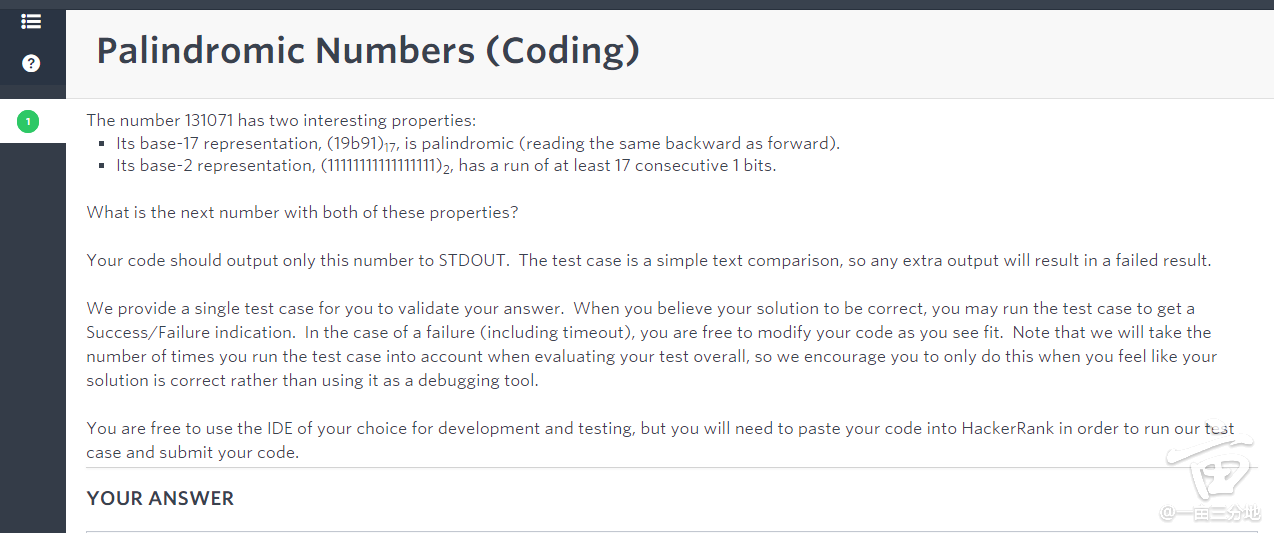 Palindromic Numbers (Coding)
?
1
The number 131071 has two interesting properties:
▪ Its base-17 representation, (19b91)17, is palindromic (reading the same backward as forward).
▪ Its base-2 representation, (11111111111111111)2, has a run of at least 17 consecutive 1 bits.
What is the next number with both of these properties?
Your code should output only this number to STDOUT.  The test case is a simple text comparison, so any extra output will result in a failed result.
We provide a single test case for you to validate your answer.  When you believe your solution to be correct, you may run the test case to get a
Success/Failure indication.  In the case of a failure (including timeout), you are free to modify your code as you see fit.  Note that we will take the
number of times you run the test case into account when evaluating your test overall, so we encourage you to only do this when you feel like your
solution is correct rather than using it as a debugging tool.
You are free to use the IDE of your choice for development and testing, but you will need to paste your code into HackerRank in order to run our test
case and submit your code.
YOUR ANSWER
@一亩三分地